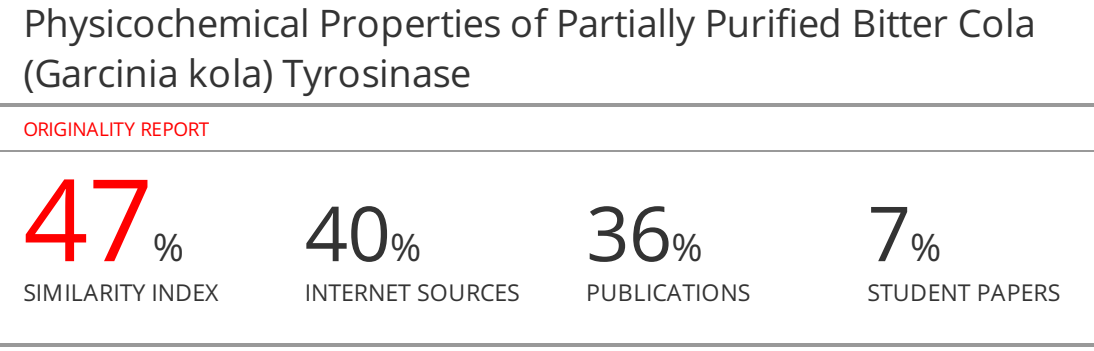 Physicochemical Properties of Partially Purified Bitter Cola
(Garcinia kola) Tyrosinase
ORIGINALITY REPORT
47% 40% 36% 7%
SIMILARITY INDEX INTERNET SOURCES PUBLICATIONS STUDENT PAPERS